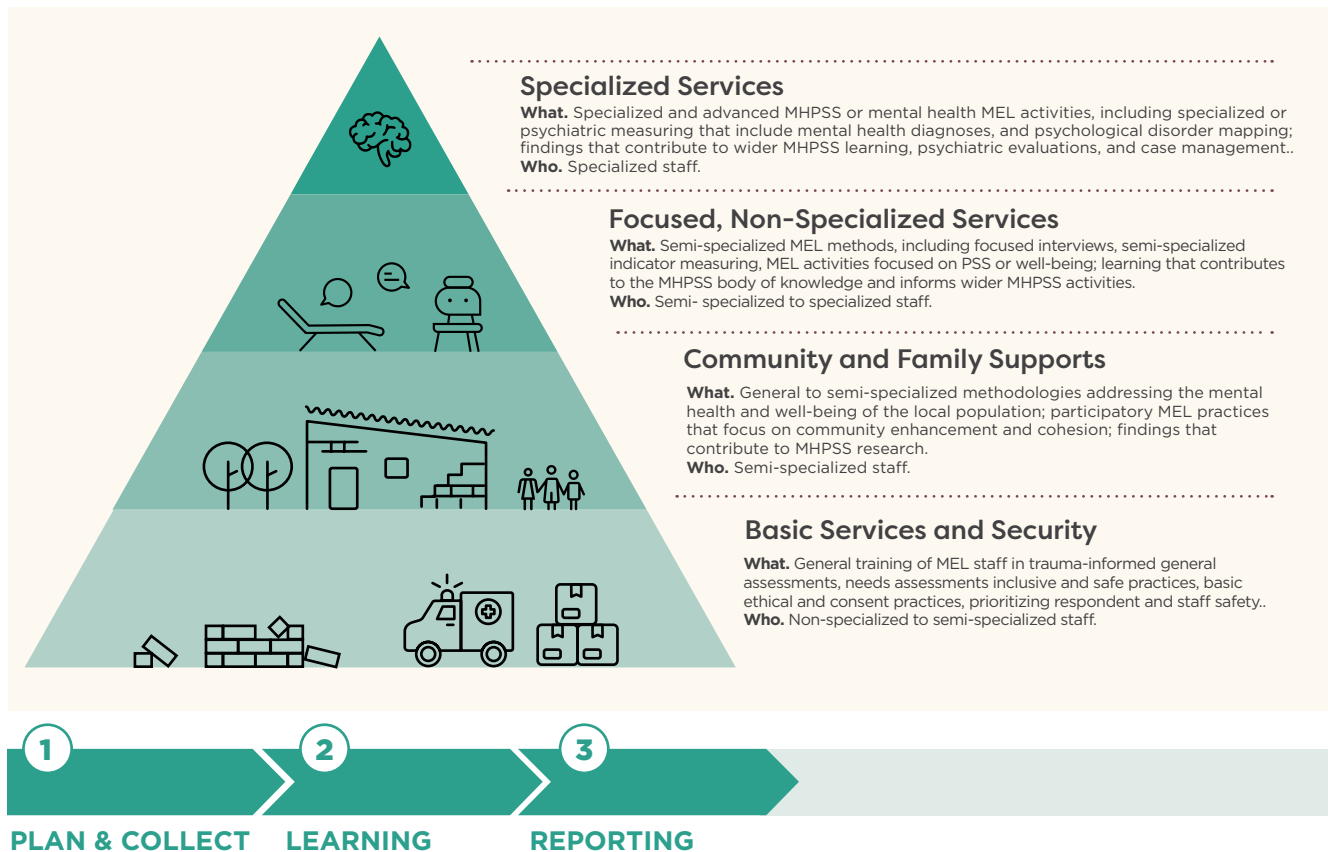 Specialized Services
What. Specialized and advanced MHPSS or mental health MEL activities, including specialized or
psychiatric measuring that include mental health diagnoses, and psychological disorder mapping;
findings that contribute to wider MHPSS learning, psychiatric evaluations, and case management..
Who. Specialized staff.
Focused, Non-Specialized Services
What. Semi-specialized MEL methods, including focused interviews, semi-specialized
indicator measuring, MEL activities focused on PSS or well-being; learning that contributes
to the MHPSS body of knowledge and informs wider MHPSS activities.
Who. Semi- specialized to specialized staff.
Community and Family Supports
What. General to semi-specialized methodologies addressing the mental
health and well-being of the local population; participatory MEL practices
that focus on community enhancement and cohesion; findings that
contribute to MHPSS research.
Who. Semi-specialized staff.
Basic Services and Security
What. General training of MEL staff in trauma-informed general
assessments, needs assessments inclusive and safe practices, basic
ethical and consent practices, prioritizing respondent and staff safety..
Who. Non-specialized to semi-specialized staff.
1
2
3
PLAN & COLLECT
LEARNING
REPORTING